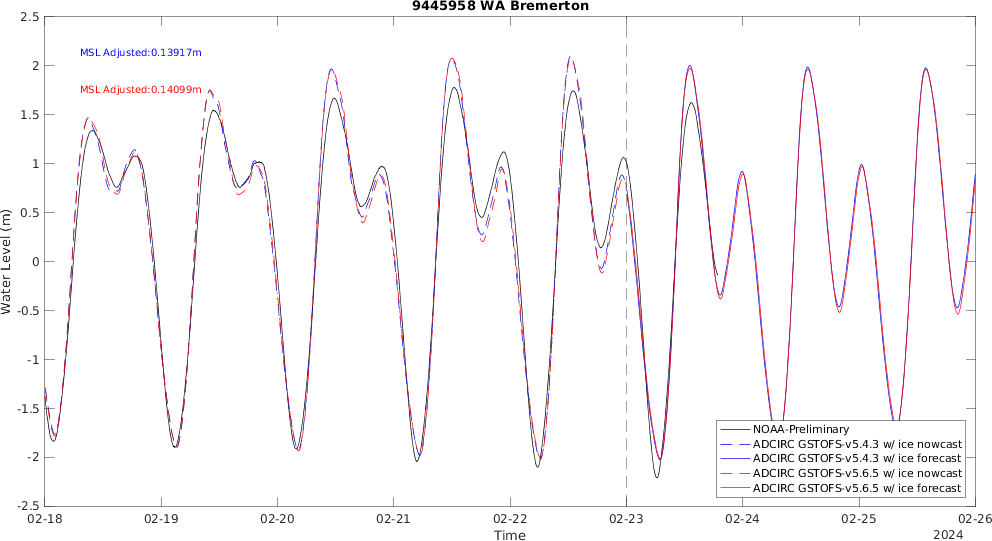 9445958 WA Bremerton
MSL Adjusted:0.13917m
MSL Adjusted:0.14099m
Water Level (m)
2.5
2
1.5
1
0.5
0
-0.5
-1
-1.5
-2
-2.5
NOAA-Preliminary
ADCIRC GSTOFS-v5.4.3 w/ ice nowcast
ADCIRC GSTOFS-v5.4.3 w/ ice forecast
ADCIRC GSTOFS-v5.6.5 w/ ice nowcast
ADCIRC GSTOFS-v5.6.5 w/ ice forecast
02-18 02-19 02-20 02-21 02-22 02-23 02-24 02-25 02-26
Time
2024